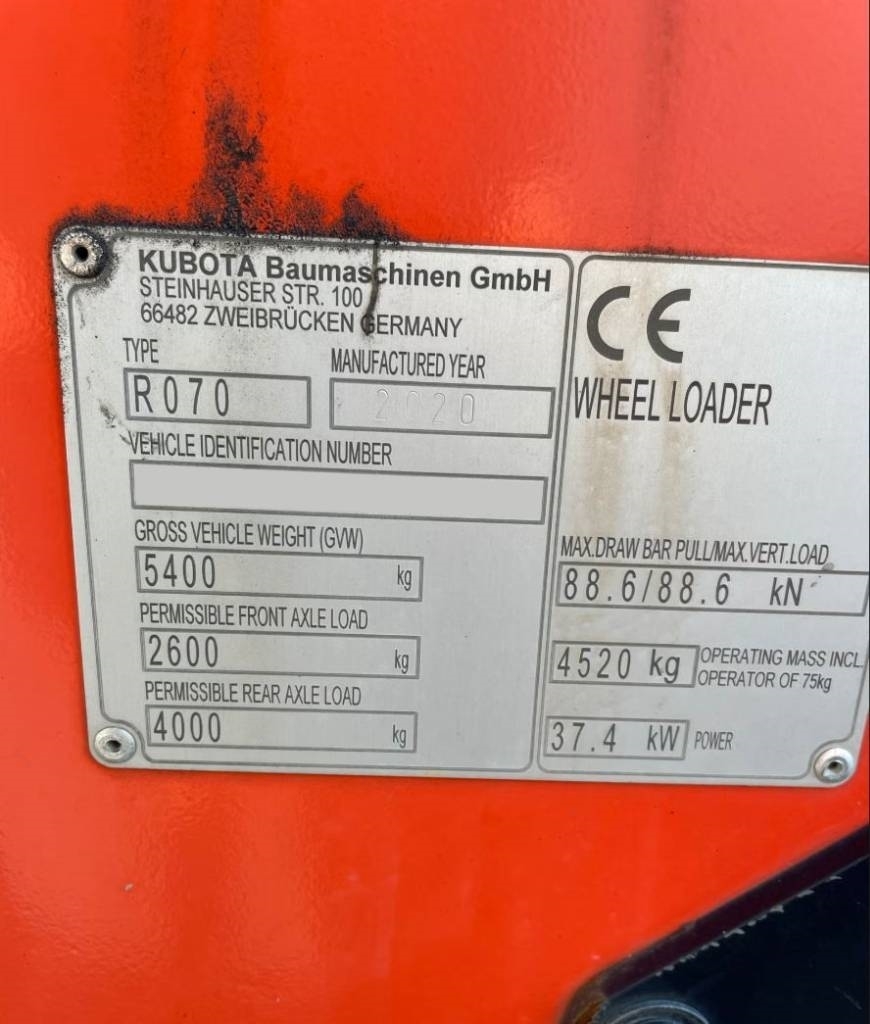 KUBOTA Baumaschinen GmbH
STEINHAUSER STR. 100
66482 ZWEIBRÜCKEN GERMANY
TYPE
R070
MANUFACTURED YEAR
2020
VEHICLE IDENTIFICATION NUMBER
GROSS VEHICLE WEIGHT (GVW)
5400 kg
PERMISSIBLE FRONT AXLE LOAD
2600 kg
PERMISSIBLE REAR AXLE LOAD
4000 kg
CE
WHEEL LOADER
MAX.DRAW BAR PULL/MAX.VERT.LOAD
88.6/88.6 kN
4520 kg OPERATING MASS INCL.
OPERATOR OF 75kg
37.4 kW POWER